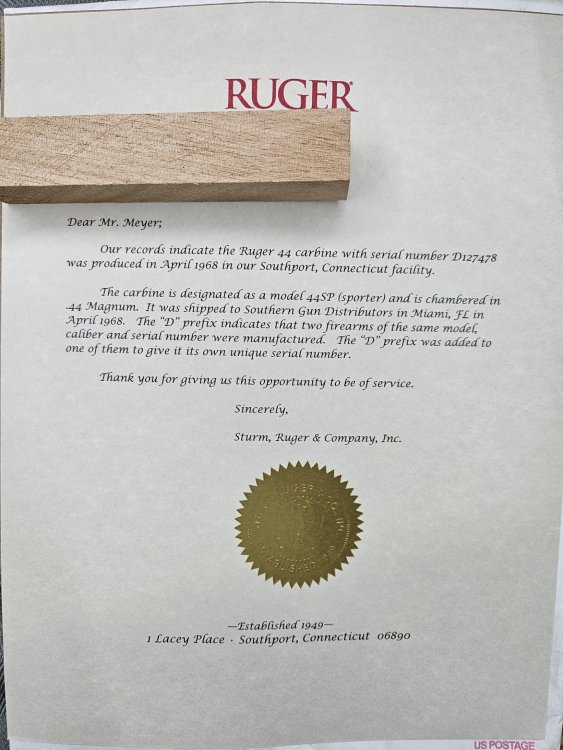 RUGER®
Dear Mr. Meyer;
Our records indicate the Ruger 44 carbine with serial number D127478
was produced in April 1968 in our Southport, Connecticut facility.
The carbine is designated as a model 44SP (sporter) and is chambered in
.44 Magnum. It was shipped to Southern Gun Distributors in Miami, FL in
April 1968. The "D" prefix indicates that two firearms of the same model,
caliber and serial number were manufactured. The "D" prefix was added to
one of them to give it its own unique serial number.
Thank you for giving us this opportunity to be of service.
Sincerely,
Sturm, Ruger & Company, Inc.
—Established 1949—
1 Lacey Place · Southport, Connecticut 06890
US POSTAGE